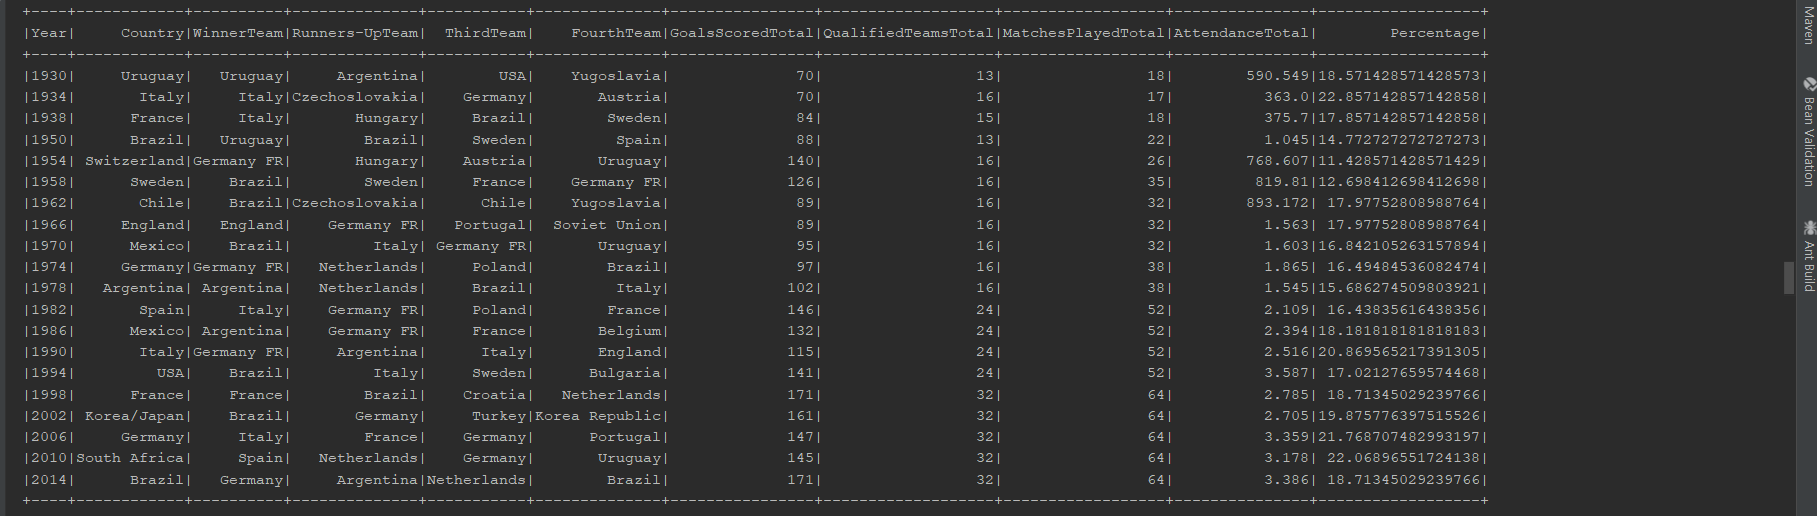 +----+------------+----------+--------------+-----------+--------------+----------------+-------------------+------------------+---------------+------------------+
|Year|     Country|WinnerTeam|Runners-UpTeam|  ThirdTeam|    FourthTeam|GoalsScoredTotal|QualifiedTeamsTotal|MatchesPlayedTotal|AttendanceTotal|        Percentage|
+----+------------+----------+--------------+-----------+--------------+----------------+-------------------+------------------+---------------+------------------+
|1930|     Uruguay|   Uruguay|     Argentina|        USA|    Yugoslavia|              70|                 13|                18|        590.549|18.571428571428573|
|1934|       Italy|     Italy|Czechoslovakia|    Germany|       Austria|              70|                 16|                17|          363.0|22.857142857142858|
|1938|      France|     Italy|       Hungary|     Brazil|        Sweden|              84|                 15|                18|          375.7|17.857142857142858|
|1950|      Brazil|   Uruguay|        Brazil|     Sweden|         Spain|              88|                 13|                22|          1.045|14.772727272727273|
|1954| Switzerland|Germany FR|       Hungary|    Austria|       Uruguay|             140|                 16|                26|        768.607|11.428571428571429|
|1958|      Sweden|    Brazil|        Sweden|     France|    Germany FR|             126|                 16|                35|         819.81|12.698412698412698|
|1962|       Chile|    Brazil|Czechoslovakia|      Chile|    Yugoslavia|              89|                 16|                32|        893.172| 17.97752808988764|
|1966|     England|   England|    Germany FR|   Portugal|  Soviet Union|              89|                 16|                32|          1.563| 17.97752808988764|
|1970|      Mexico|    Brazil|         Italy| Germany FR|       Uruguay|              95|                 16|                32|          1.603|16.842105263157894|
|1974|     Germany|Germany FR|   Netherlands|     Poland|        Brazil|              97|                 16|                38|          1.865| 16.49484536082474|
|1978|   Argentina| Argentina|   Netherlands|     Brazil|         Italy|             102|                 16|                38|          1.545|15.686274509803921|
|1982|       Spain|     Italy|    Germany FR|     Poland|        France|             146|                 24|                52|          2.109| 16.43835616438356|
|1986|      Mexico| Argentina|    Germany FR|     France|       Belgium|             132|                 24|                52|          2.394|18.181818181818183|
|1990|       Italy|Germany FR|     Argentina|      Italy|       England|             115|                 24|                52|          2.516|20.869565217391305|
|1994|         USA|    Brazil|         Italy|     Sweden|      Bulgaria|             141|                 24|                52|          3.587| 17.02127659574468|
|1998|      France|    France|        Brazil|    Croatia|   Netherlands|             171|                 32|                64|          2.785| 18.71345029239766|
|2002| Korea/Japan|    Brazil|       Germany|     Turkey|Korea Republic|             161|                 32|                64|          2.705|19.875776397515526|
|2006|     Germany|     Italy|        France|    Germany|      Portugal|             147|                 32|                64|          3.359|21.768707482993197|
|2010|South Africa|     Spain|   Netherlands|    Germany|       Uruguay|             145|                 32|                64|          3.178| 22.06896551724138|
|2014|      Brazil|   Germany|     Argentina|Netherlands|        Brazil|             171|                 32|                64|          3.386| 18.71345029239766|
+----+------------+----------+--------------+-----------+--------------+----------------+-------------------+------------------+---------------+------------------+
Maven
Bean Validation
Ant Build